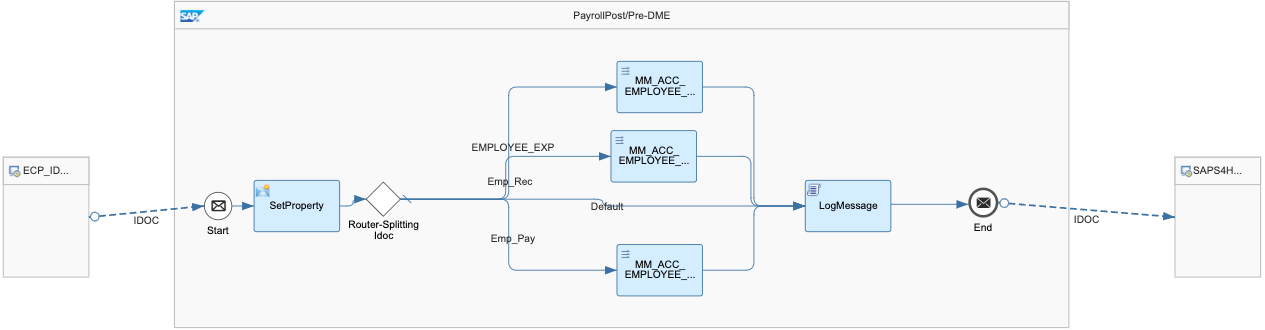 SAP
PayrollPost/Pre-DME
MM_ACC_
EMPLOYEE_...
EMPLOYEE_EXP
MM_ACC_
EMPLOYEE_...
ECP_ID...
SAPS4H...
Emp_Rec
SetProperty
Default
LogMessage
IDOC
IDOC
Start
Router-Splitting
Idoc
End
Emp_Pay
MM_ACC_
EMPLOYEE_...